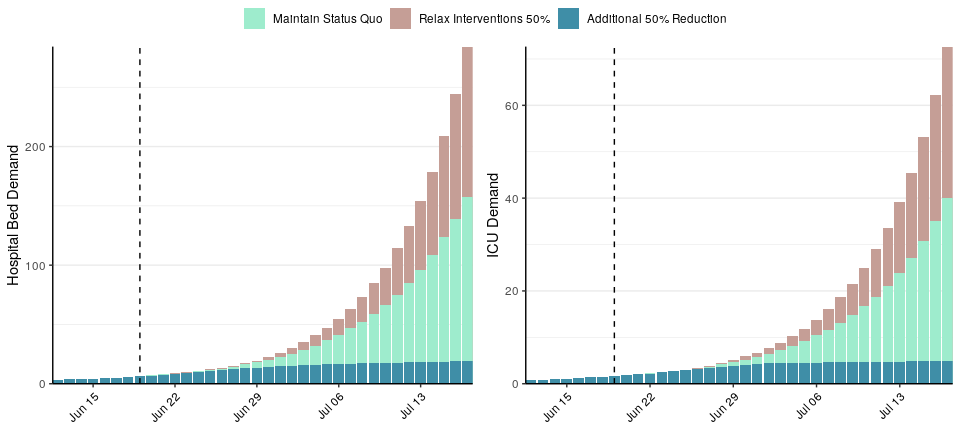 Maintain Status Quo Relax Interventions 50% Additional 50% Reduction
Hospital Bed Demand
200
100
0
Jun 15 Jun 22 Jun 29 Jul 06 Jul 13
ICU Demand
60
40
20
0
Jun 15 Jun 22 Jun 29 Jul 06 Jul 13